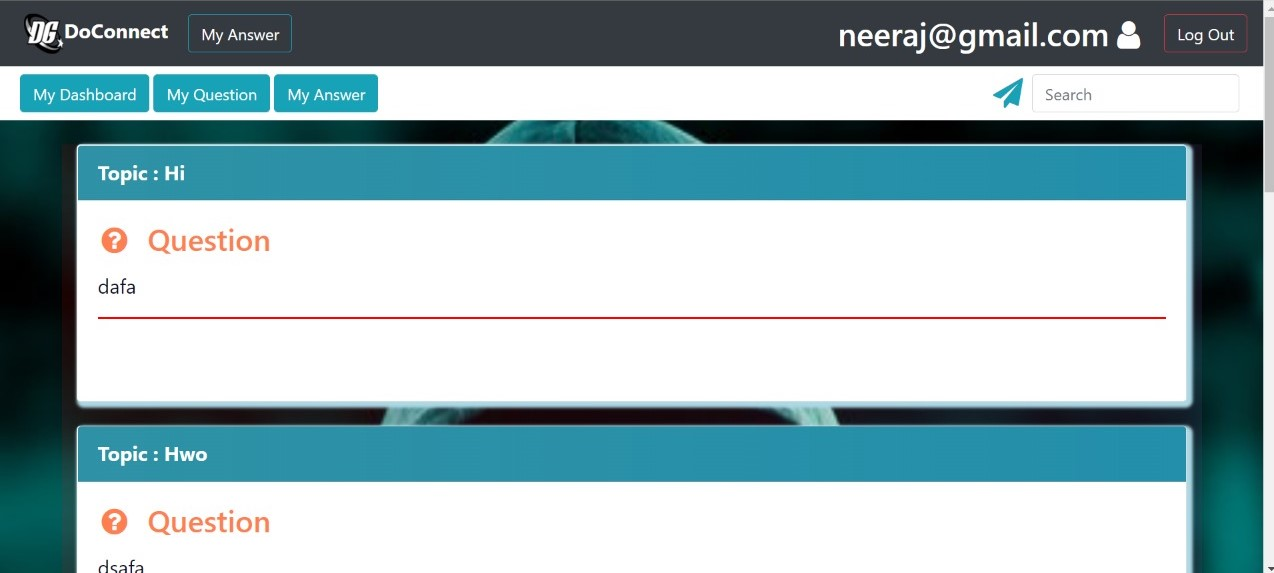 DG DoConnect My Answer neeraj@gmail.com Log Out
My Dashboard My Question My Answer Search
Topic : Hi
Question
dafa
Topic : Hwo
Question
dsafa